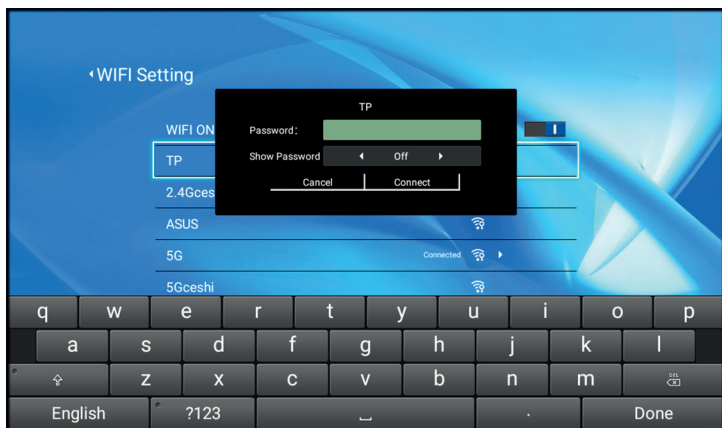 WIFI Setting
TP
WIFI ON
Password:
TP
Show Password Off
2.4Gces
Cancel Connect
ASUS
5G Connected
5Gceshi
q w e r t y u i o p
a s d f g h j k l
z x c v b n m DEL
English ?123 . Done